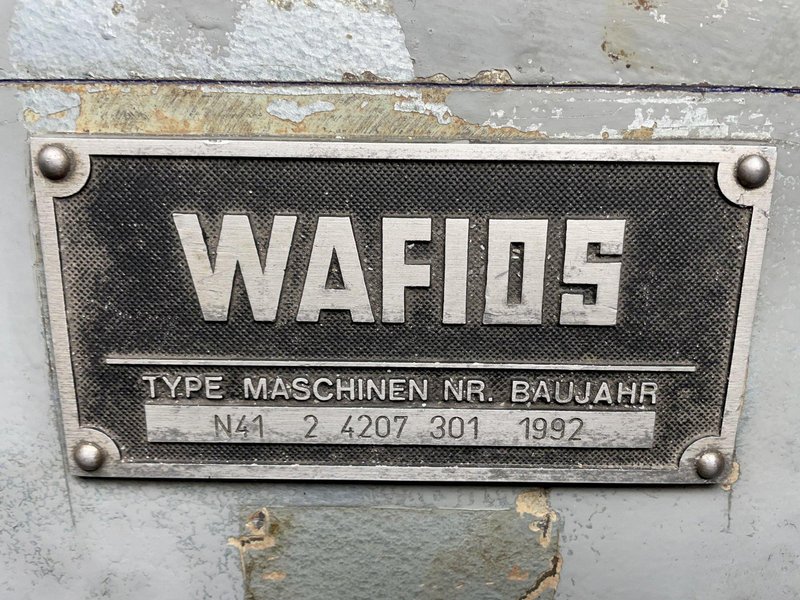 WAFIOS
TYPE MASCHINEN NR. BAUJAHR
N41 2 4207 301 1992